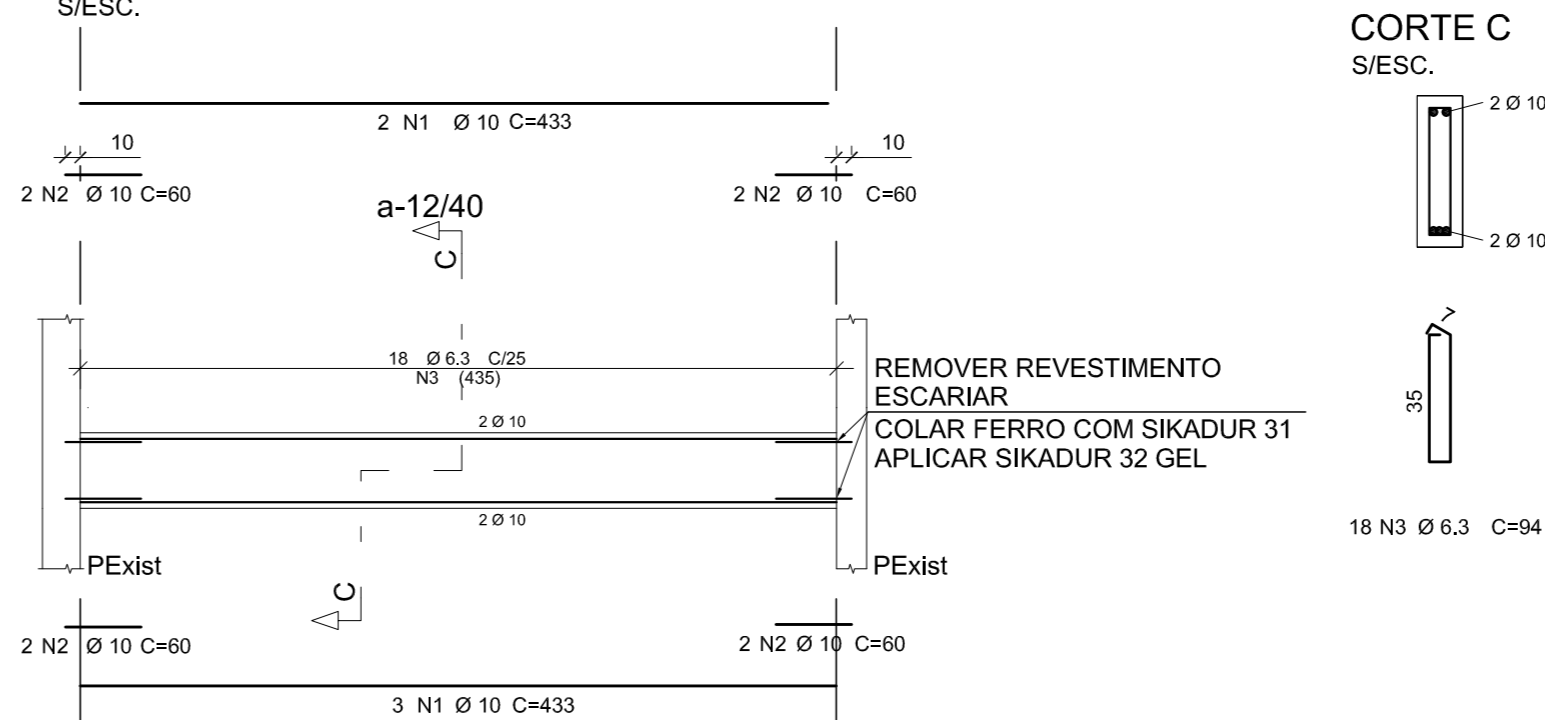 S/ESC.
2 N1 Ø 10 C=433
10
10
2 N2 Ø 10 C=60
2 N2 Ø 10 C=60
a-12/40
C
18 Ø 6.3 C/25
N3 (435)
2 Ø 10
REMOVER REVESTIMENTO
ESCARIAR
COLAR FERRO COM SIKADUR 31
APLICAR SIKADUR 32 GEL
2 Ø 10
PExist
PExist
C
2 N2 Ø 10 C=60
2 N2 Ø 10 C=60
3 N1 Ø 10 C=433
CORTE C
S/ESC.
2 Ø 10
2 Ø 10
7
35
18 N3 Ø 6.3 C=94